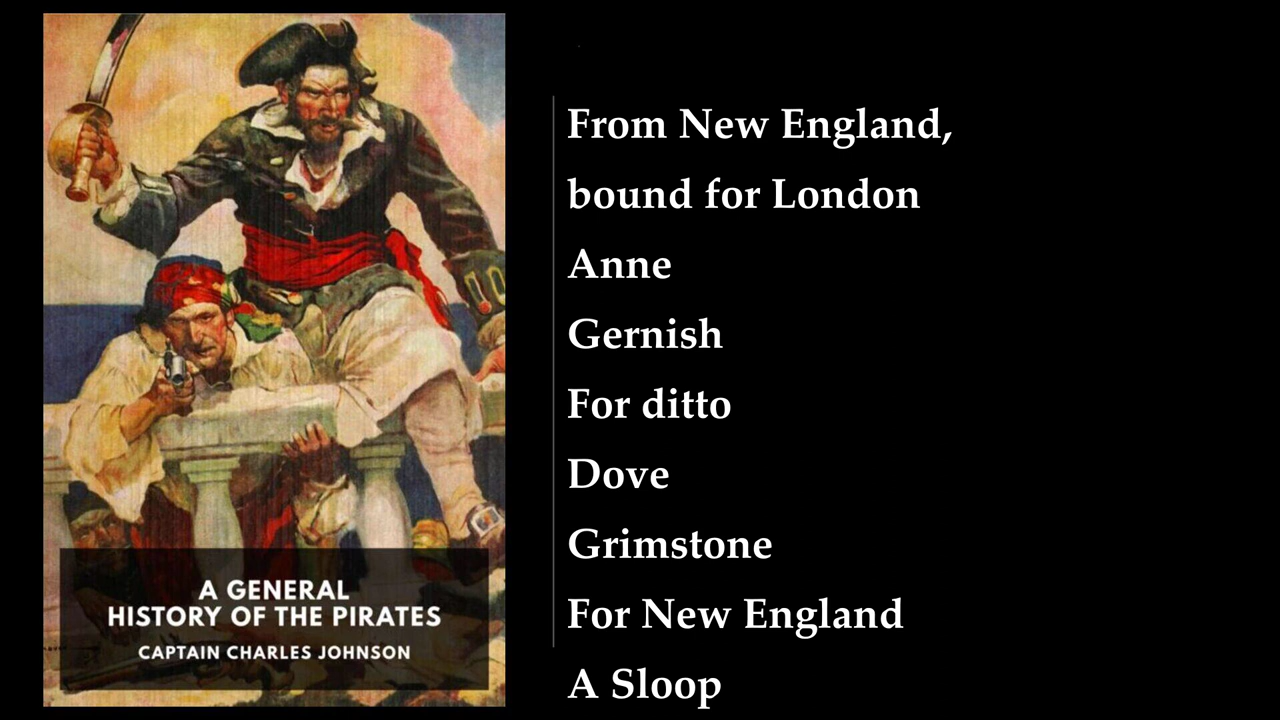 A GENERAL
HISTORY OF THE PIRATES
CAPTAIN CHARLES JOHNSON
From New England,
bound for London
Anne
Gernish
For ditto
Dove
Grimstone
For New England
A Sloop